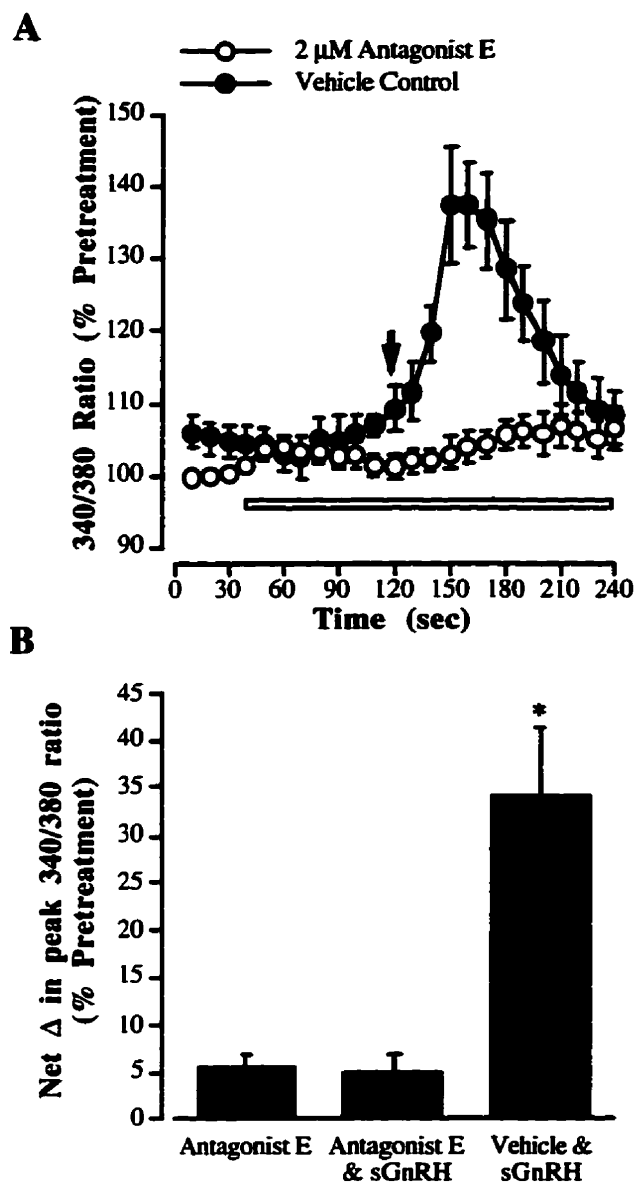 A
2 µM Antagonist E
Vehicle Control
340/380 Ratio (% Pretreatment)
150
140
130
120
110
100
90
0 30 60 90 120 150 180 210 240
Time (sec)
B
Net Δ in peak 340/380 ratio
(% Pretreatment)
45
40
35
30
25
20
15
10
5
0
*
Antagonist E
Antagonist E
& sGnRH
Vehicle &
sGnRH